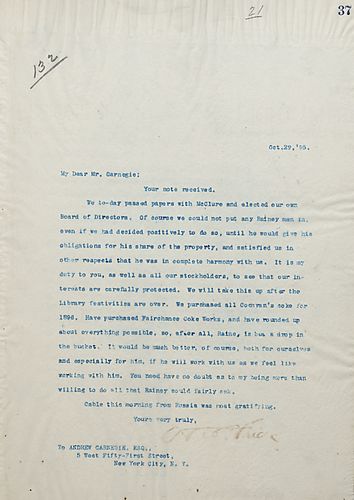 21
37
132
Oct.29,'95.
My Dear Mr. Carnegie:
Your note received.
We to-day passed papers with McClure and elected our own
Board of Directors. Of course we could not put any Rainey man in,
even if we had decided positively to do so, until he would give his
obligations for his share of the property, and satisfied us in
other respects that he was in complete harmony with us. It is my
duty to you, as well as all our stockholders, to see that our in-
terests are carefully protected. We will take this up after the
Library festivities are over. We purchased all Cochran's coke for
1896. Have purchased Fairchance Coke Works, and have rounded up
about everything possible, so, after all, Raine, is but a drop in
the bucket. It would be much better, of course, both for ourselves
and especially for him, if he will work with us as we feel like
working with him. You need have no doubt as to my being more than
willing to do all that Rainey could fairly ask.
Cable this morning from Russia was most gratifying.
Yours very truly,
To ANDREW CARNEGIE, ESQ.,
5 West Fifty-First Street,
New York City, N. Y.